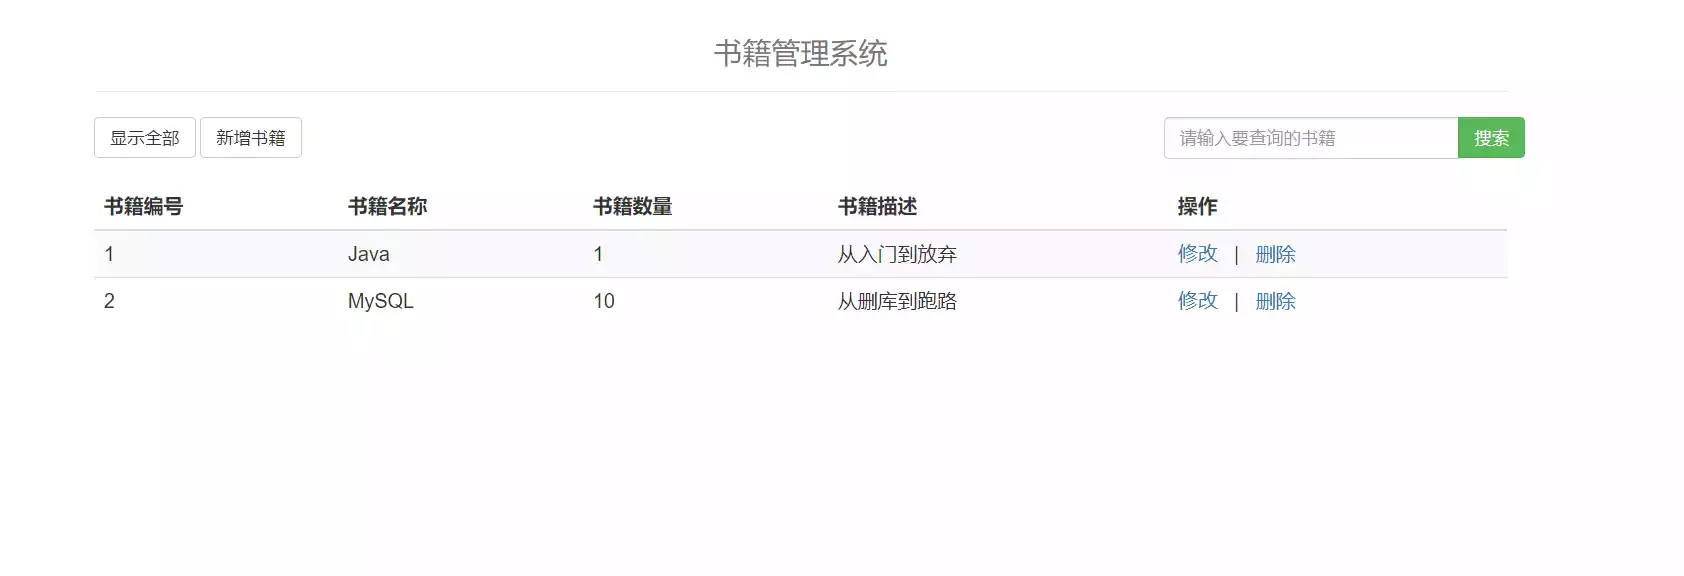 书籍管理系统
显示全部 新增书籍 请输入要查询的书籍 搜索
书籍编号 书籍名称 书籍数量 书籍描述 操作
1 Java 1 从入门到放弃 修改 | 删除
2 MySQL 10 从删库到跑路 修改 | 删除